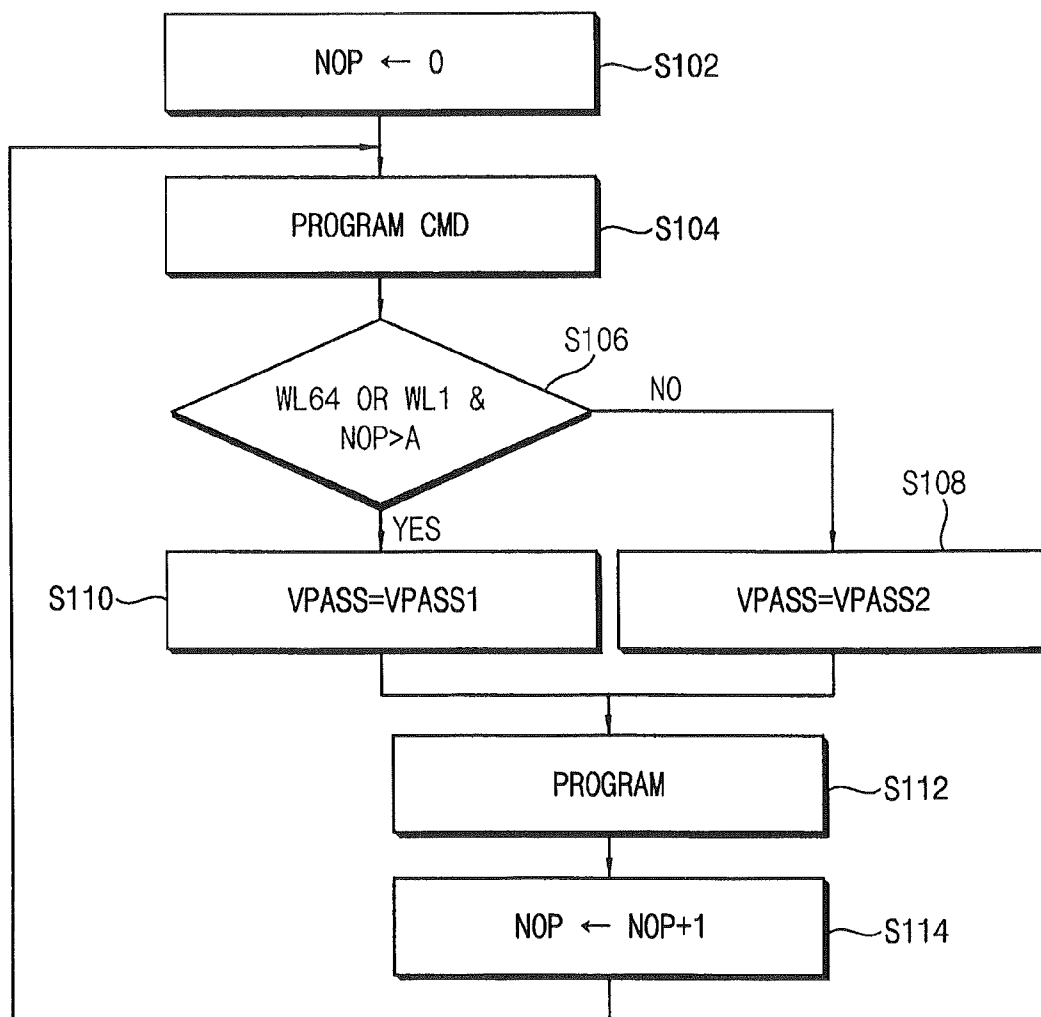 NOP ← 0
S102
PROGRAM CMD
S104
S106
WL64 OR WL1 &
NOP>A
NO
YES
S108
S110
VPASS=VPASS1
VPASS=VPASS2
PROGRAM
S112
NOP ← NOP+1
S114